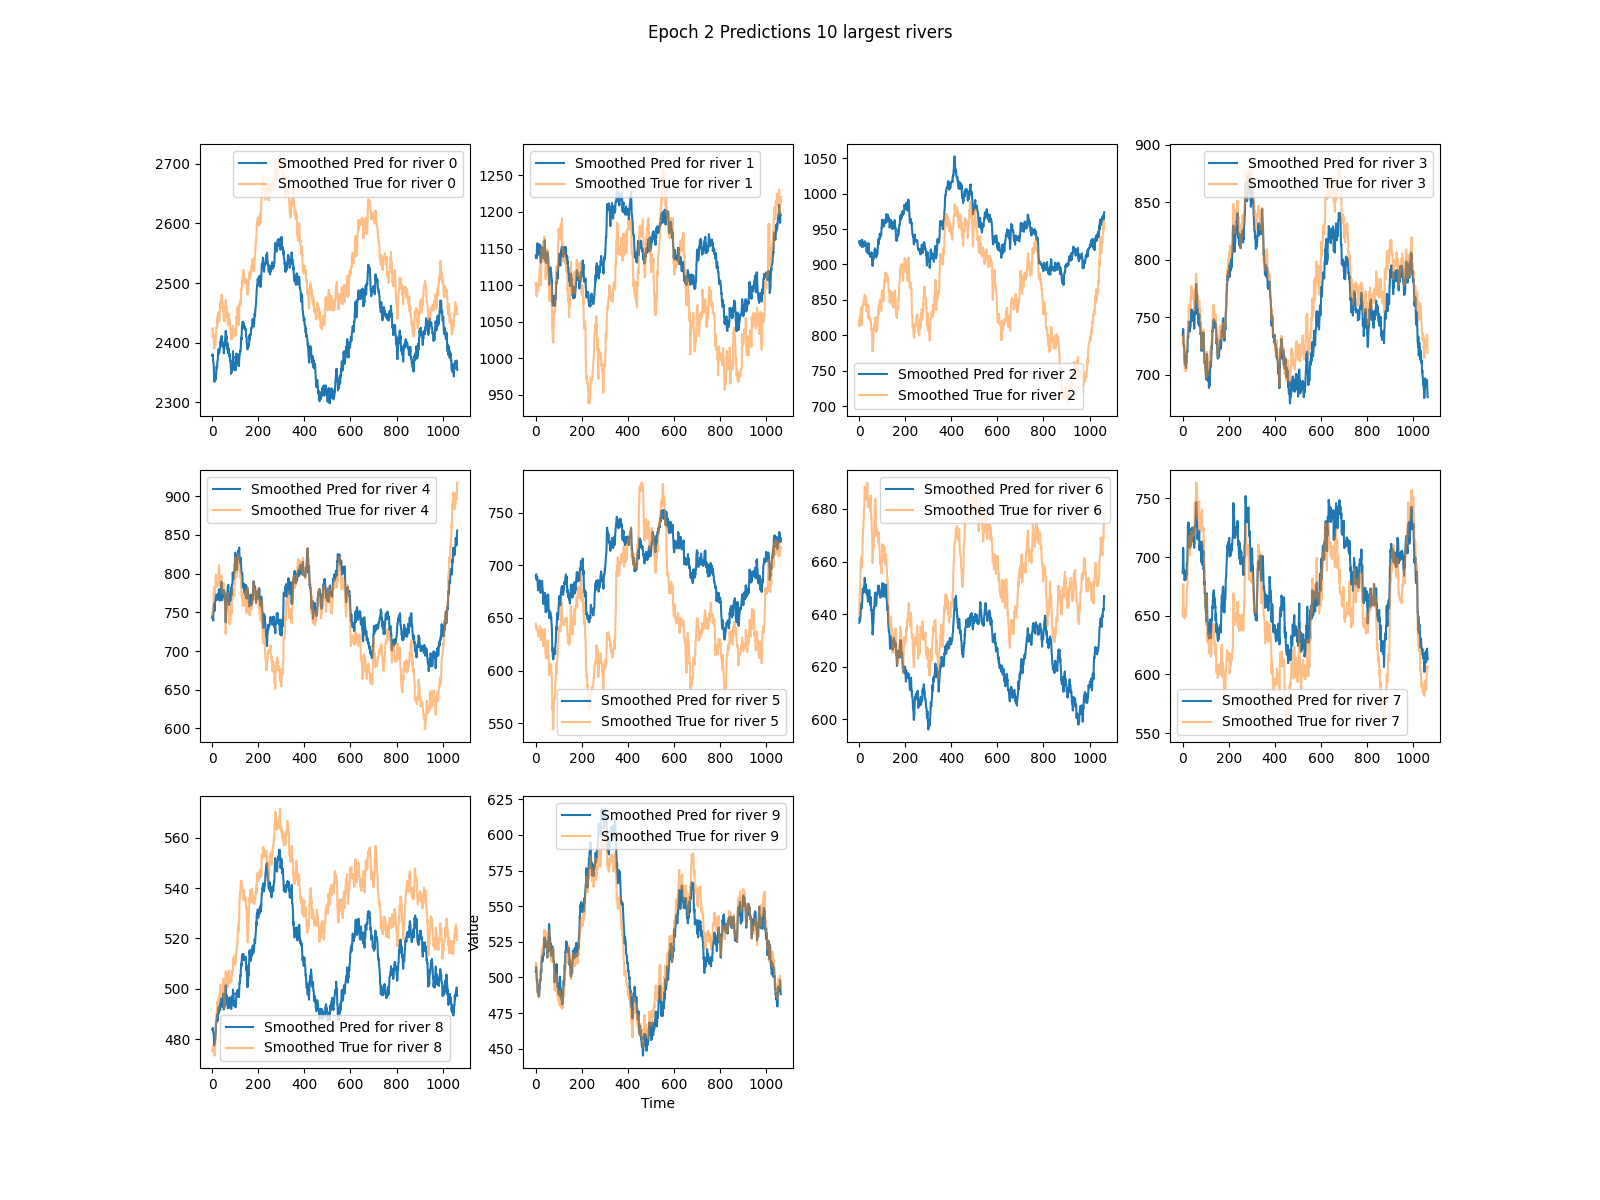 Epoch 2 Predictions 10 largest rivers
2700
2600
2500
2400
2300
Smoothed Pred for river 0
Smoothed True for river 0
0 200 400 600 800 1000
1250
1200
1150
1100
1050
1000
950
Smoothed Pred for river 1
Smoothed True for river 1
0 200 400 600 800 1000
1050
1000
950
900
850
800
750
700
Smoothed Pred for river 2
Smoothed True for river 2
0 200 400 600 800 1000
900
850
800
750
700
Smoothed Pred for river 3
Smoothed True for river 3
0 200 400 600 800 1000
900
850
800
750
700
650
600
Smoothed Pred for river 4
Smoothed True for river 4
0 200 400 600 800 1000
750
700
650
600
550
Smoothed Pred for river 5
Smoothed True for river 5
0 200 400 600 800 1000
680
660
640
620
600
Smoothed Pred for river 6
Smoothed True for river 6
0 200 400 600 800 1000
750
700
650
600
550
Smoothed Pred for river 7
Smoothed True for river 7
0 200 400 600 800 1000
560
540
520
500
480
Smoothed Pred for river 8
Smoothed True for river 8
0 200 400 600 800 1000
Value
625
600
575
550
525
500
475
450
Smoothed Pred for river 9
Smoothed True for river 9
0 200 400 600 800 1000
Time